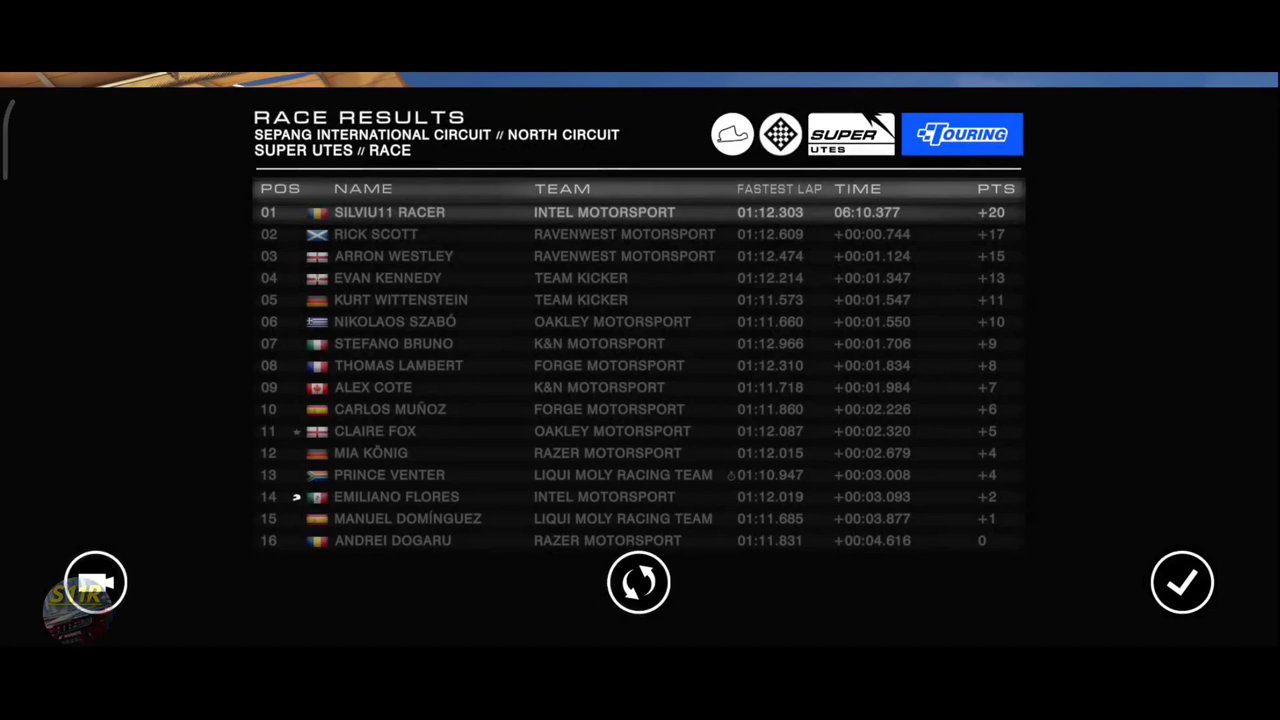 RACE RESULTS
SEPANG INTERNATIONAL CIRCUIT // NORTH CIRCUIT
SUPER UTES // RACE
SUPER UTES
TOURING
POS NAME TEAM FASTEST LAP TIME PTS
01 SILVIU11 RACER INTEL MOTORSPORT 01:12.303 06:10.377 +20
02 RICK SCOTT RAVENWEST MOTORSPORT 01:12.609 +00:00.744 +17
03 ARRON WESTLEY RAVENWEST MOTORSPORT 01:12.474 +00:01.124 +15
04 EVAN KENNEDY TEAM KICKER 01:12.214 +00:01.347 +13
05 KURT WITTENSTEIN TEAM KICKER 01:11.573 +00:01.547 +11
06 NIKOLAOS SZABÓ OAKLEY MOTORSPORT 01:11.660 +00:01.550 +10
07 STEFANO BRUNO K&N MOTORSPORT 01:12.966 +00:01.706 +9
08 THOMAS LAMBERT FORGE MOTORSPORT 01:12.310 +00:01.834 +8
09 ALEX COTE K&N MOTORSPORT 01:11.718 +00:01.984 +7
10 CARLOS MUÑOZ FORGE MOTORSPORT 01:11.860 +00:02.226 +6
11 CLAIRE FOX OAKLEY MOTORSPORT 01:12.087 +00:02.320 +5
12 MIA KÖNIG RAZER MOTORSPORT 01:12.015 +00:02.679 +4
13 PRINCE VENTER LIQUI MOLY RACING TEAM 01:10.947 +00:03.008 +4
14 EMILIANO FLORES INTEL MOTORSPORT 01:12.019 +00:03.093 +2
15 MANUEL DOMÍNGUEZ LIQUI MOLY RACING TEAM 01:11.685 +00:03.877 +1
16 ANDREI DOGARU RAZER MOTORSPORT 01:11.831 +00:04.616 0
S11R